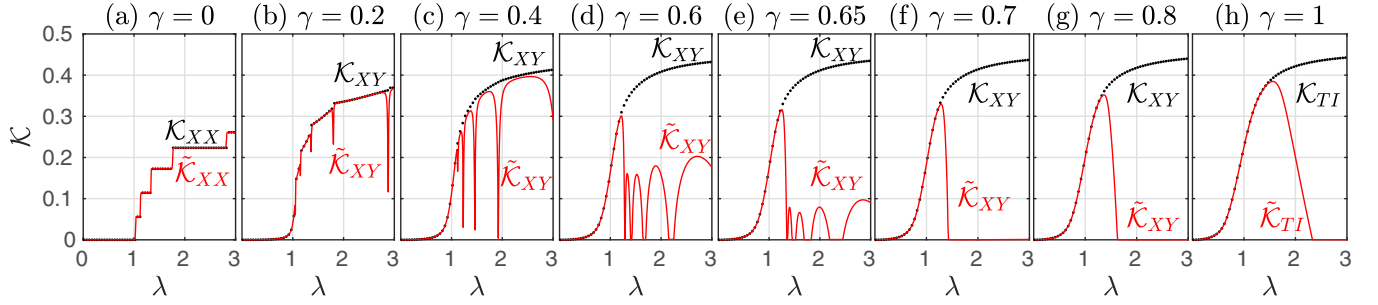 (a) γ = 0 (b) γ = 0.2 (c) γ = 0.4 (d) γ = 0.6 (e) γ = 0.65 (f) γ = 0.7 (g) γ = 0.8 (h) γ = 1
0.5
0.4
0.3
0.2
0.1
0
𝒦
𝒦_XX
𝒦̃_XX
𝒦_XY
𝒦̃_XY
𝒦_XY
𝒦̃_XY
𝒦_XY
𝒦̃_XY
𝒦_XY
𝒦̃_XY
𝒦_XY
𝒦̃_XY
𝒦_XY
𝒦̃_XY
𝒦_TI
𝒦̃_TI
0 1 2 3 1 2 3 1 2 3 1 2 3 1 2 3 1 2 3 1 2 3 1 2 3
λ λ λ λ λ λ λ λ